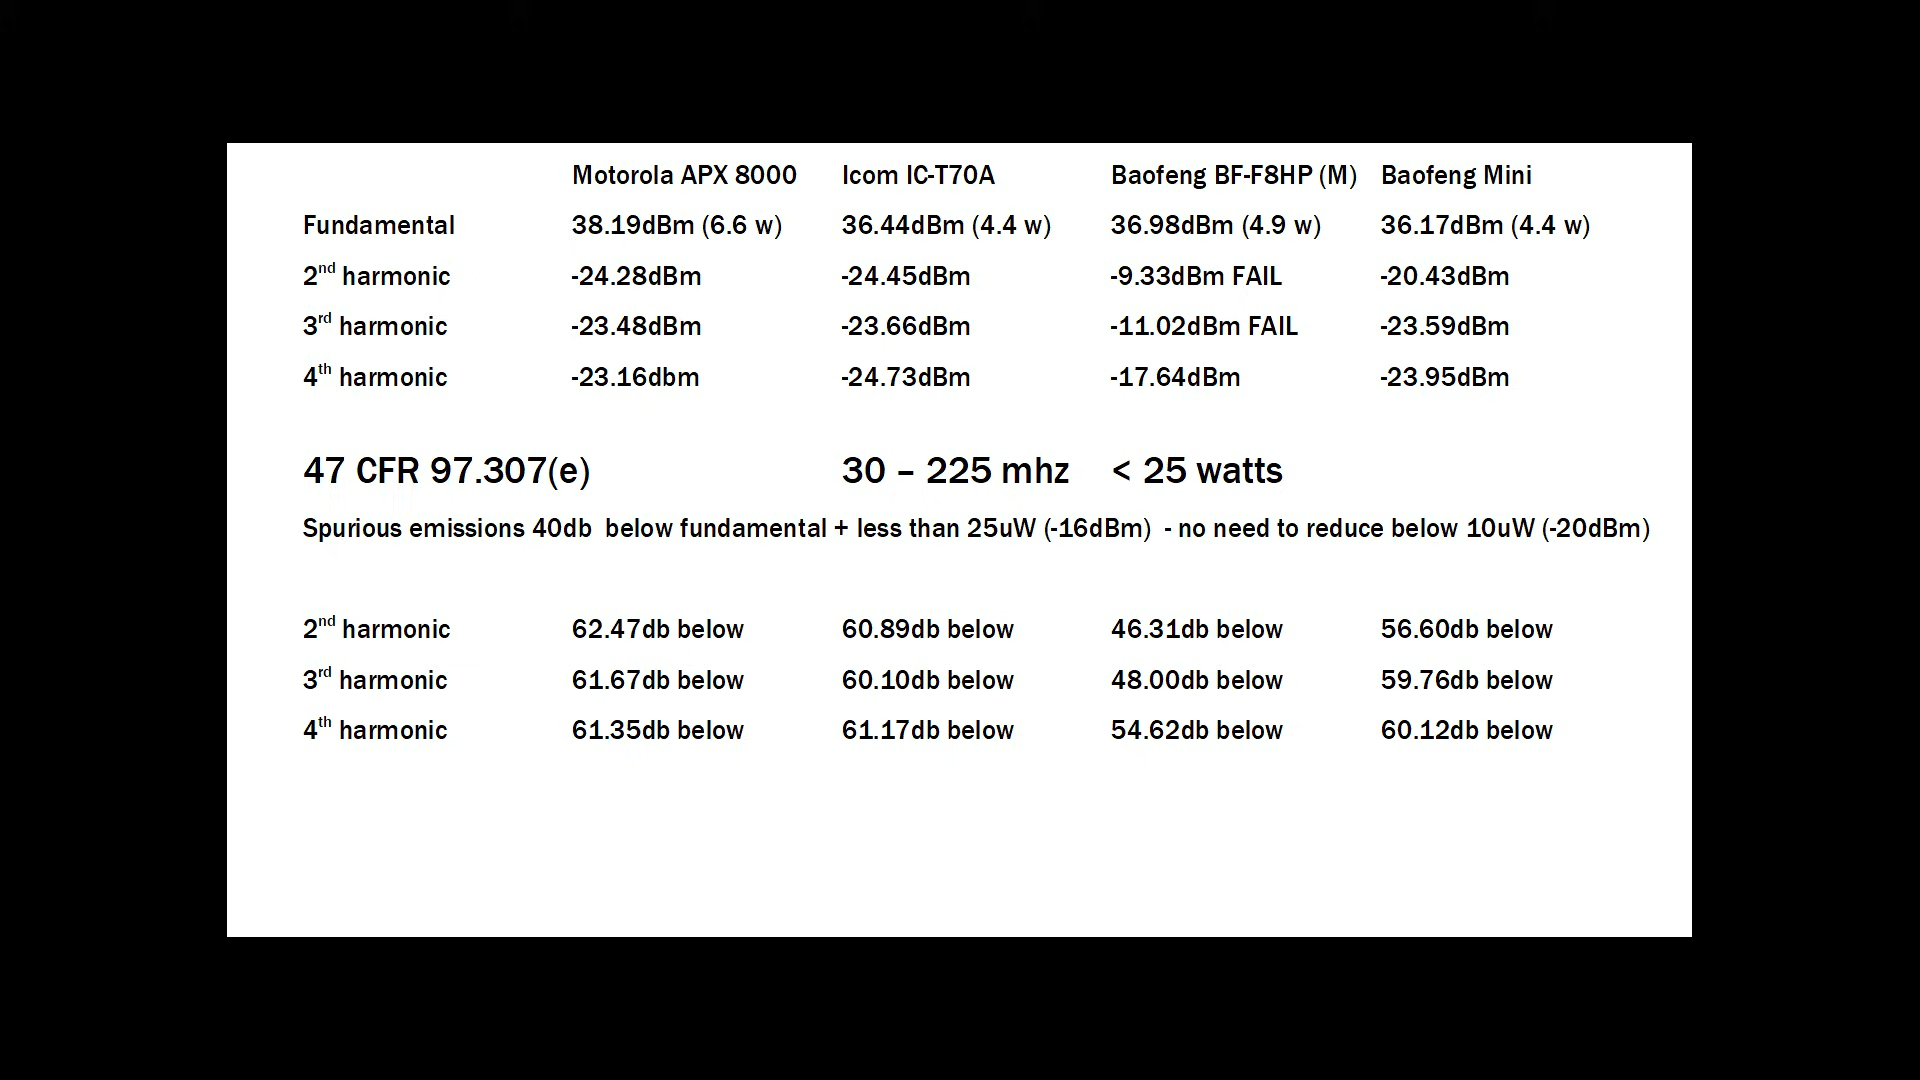 Motorola APX 8000 Icom IC-T70A Baofeng BF-F8HP (M) Baofeng Mini
Fundamental 38.19dBm (6.6 w) 36.44dBm (4.4 w) 36.98dBm (4.9 w) 36.17dBm (4.4 w)
2nd harmonic -24.28dBm -24.45dBm -9.33dBm FAIL -20.43dBm
3rd harmonic -23.48dBm -23.66dBm -11.02dBm FAIL -23.59dBm
4th harmonic -23.16dbm -24.73dBm -17.64dBm -23.95dBm
47 CFR 97.307(e) 30 – 225 mhz < 25 watts
Spurious emissions 40db below fundamental + less than 25uW (-16dBm) - no need to reduce below 10uW (-20dBm)
2nd harmonic 62.47db below 60.89db below 46.31db below 56.60db below
3rd harmonic 61.67db below 60.10db below 48.00db below 59.76db below
4th harmonic 61.35db below 61.17db below 54.62db below 60.12db below